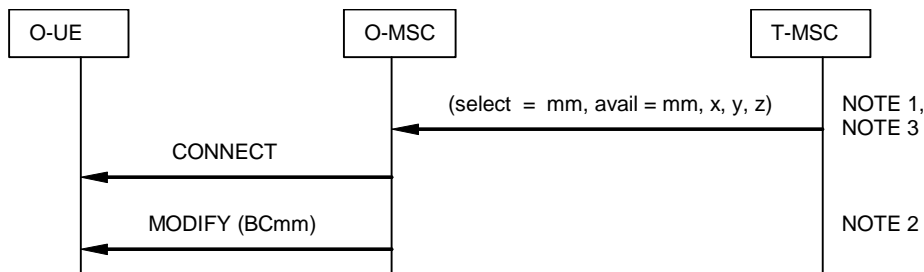 O-UE
O-MSC
T-MSC
(select = mm, avail = mm, x, y, z)
NOTE 1,
NOTE 3
CONNECT
MODIFY (BCmm)
NOTE 2